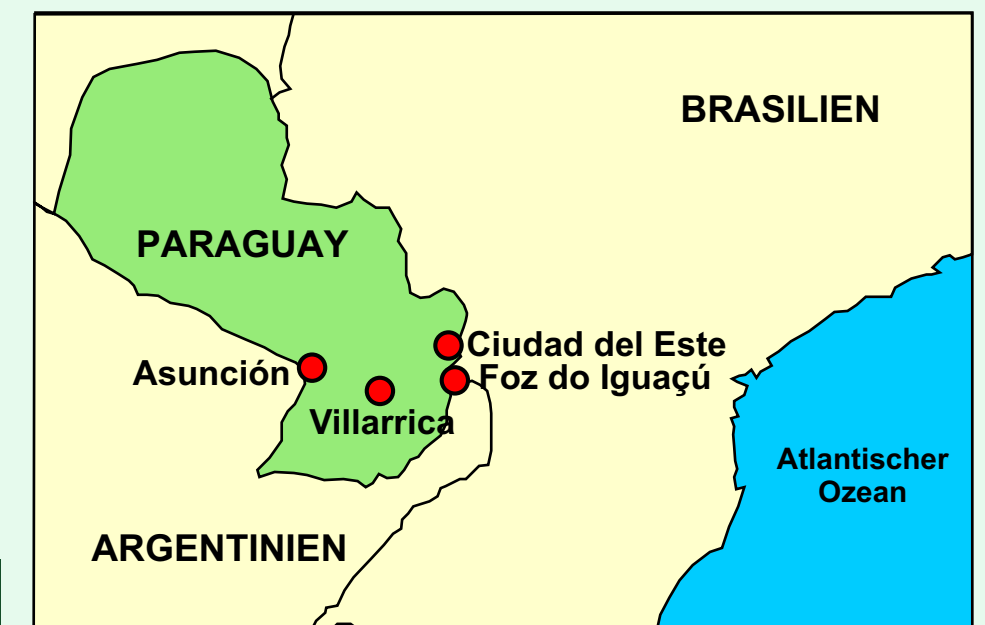 BRASILIEN
PARAGUAY
Ciudad del Este
Asunción
Foz do Iguaçú
Villarrica
Atlantischer
Ozean
ARGENTINIEN